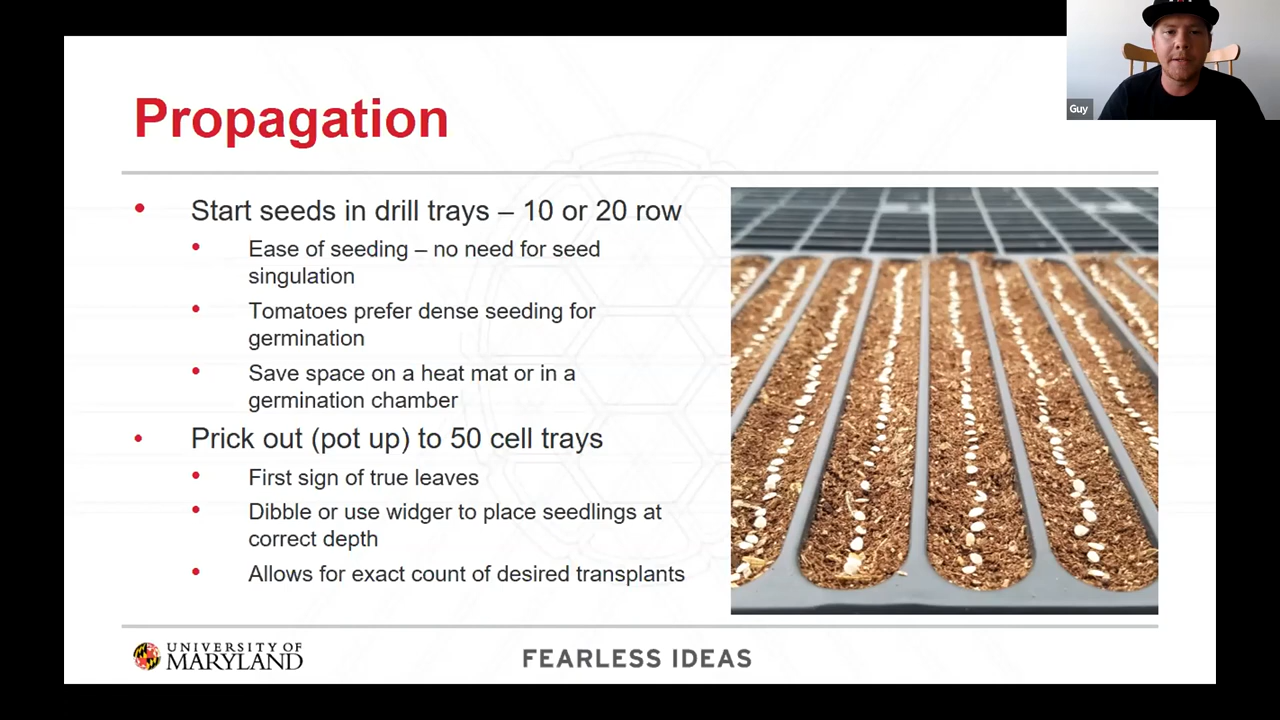 Guy
Propagation
• Start seeds in drill trays – 10 or 20 row
• Ease of seeding – no need for seed
singulation
• Tomatoes prefer dense seeding for
germination
• Save space on a heat mat or in a
germination chamber
• Prick out (pot up) to 50 cell trays
• First sign of true leaves
• Dibble or use widger to place seedlings at
correct depth
• Allows for exact count of desired transplants
UNIVERSITY OF
MARYLAND
FEARLESS IDEAS